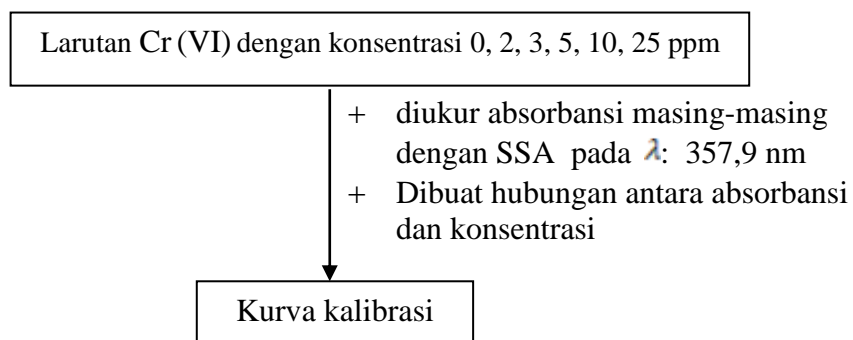 Larutan Cr (VI) dengan konsentrasi 0, 2, 3, 5, 10, 25 ppm
+ diukur absorbansi masing-masing
dengan SSA pada λ: 357,9 nm
+ Dibuat hubungan antara absorbansi
dan konsentrasi
Kurva kalibrasi